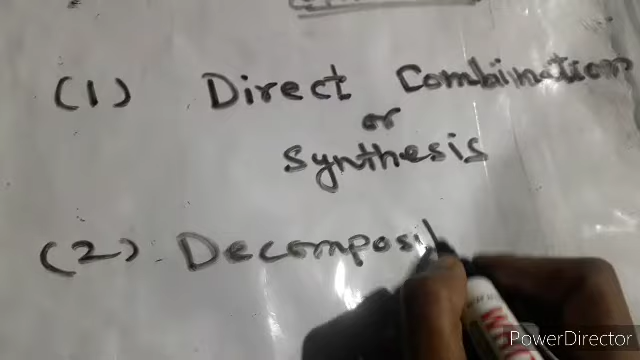 (1) Direct Combination
or
Synthesis
(2) Decomposi
PowerDirector